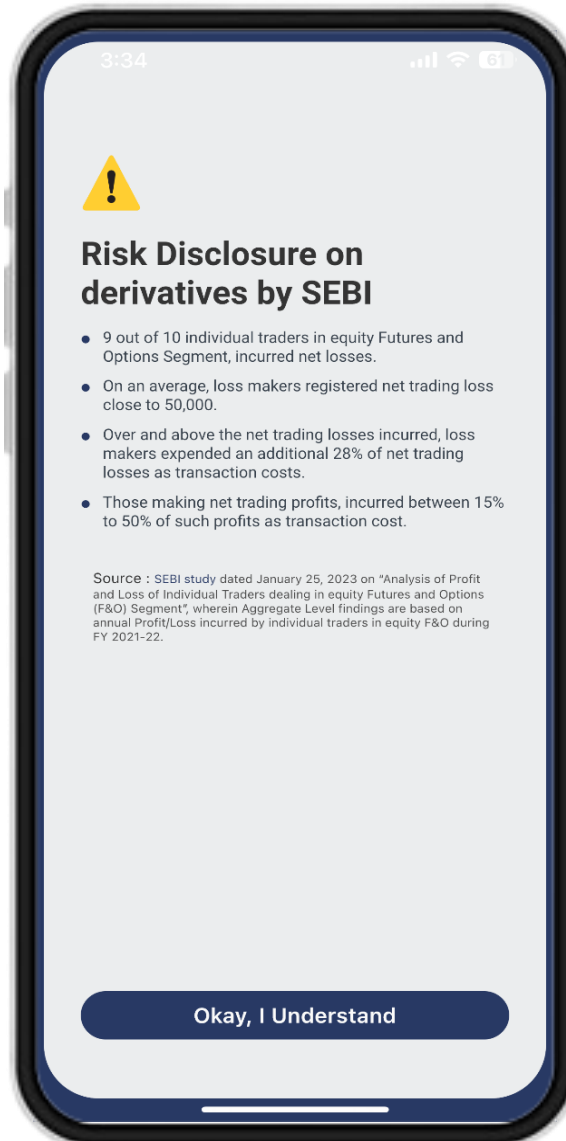 3:34
61
Risk Disclosure on
derivatives by SEBI
• 9 out of 10 individual traders in equity Futures and
Options Segment, incurred net losses.
• On an average, loss makers registered net trading loss
close to 50,000.
• Over and above the net trading losses incurred, loss
makers expended an additional 28% of net trading
losses as transaction costs.
• Those making net trading profits, incurred between 15%
to 50% of such profits as transaction cost.
Source : SEBI study dated January 25, 2023 on “Analysis of Profit
and Loss of Individual Traders dealing in equity Futures and Options
(F&O) Segment”, wherein Aggregate Level findings are based on
annual Profit/Loss incurred by individual traders in equity F&O during
FY 2021-22.
Okay, I Understand